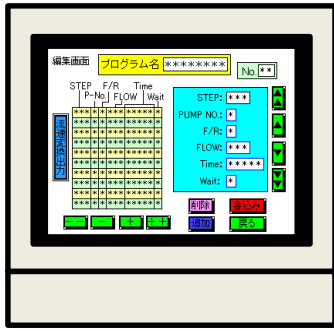 編集画面 プログラム名 ******** No. **
STEP F/R Time
P-No. FLOW Wait
流速変換出力
STEP: ***
PUMP NO.: *
F/R: *
FLOW: ***
Time: *****
Wait: *
削除 書込み
追加 戻る
－－ － ＋ ＋＋